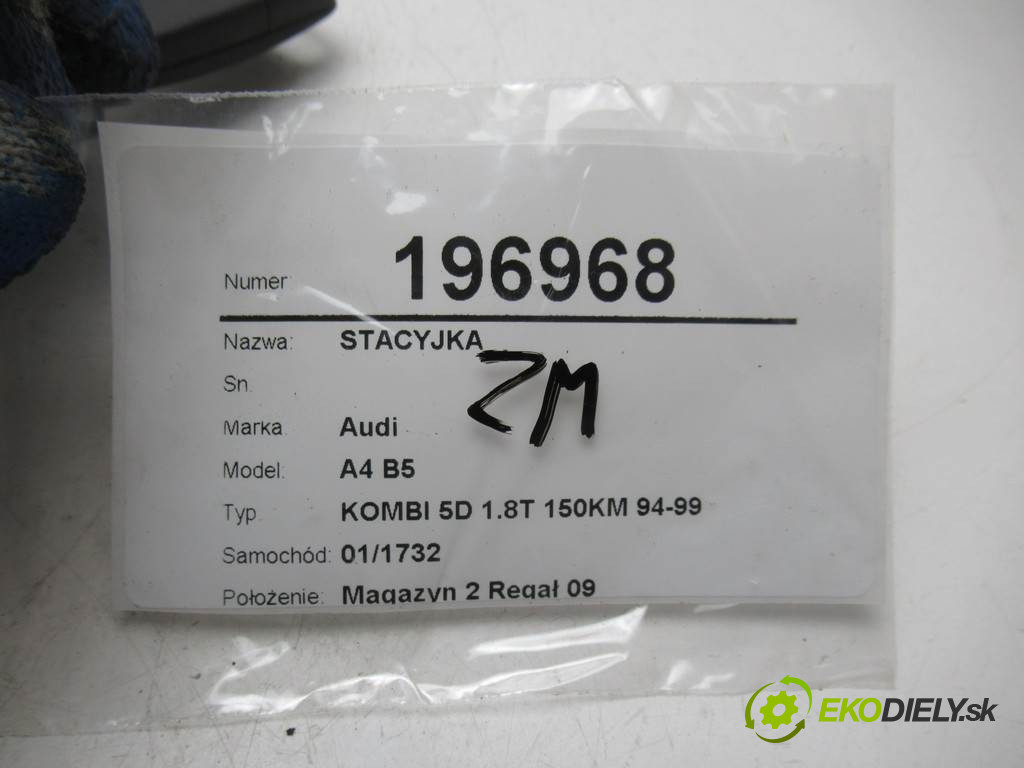 Numer: 196968
Nazwa: STACYJKA
ZM
Sn
Marka: Audi
Model: A4 B5
Typ KOMBI 5D 1.8T 150KM 94-99
Samochód: 01/1732
Położenie: Magazyn 2 Regał 09
EKODIELY.sk